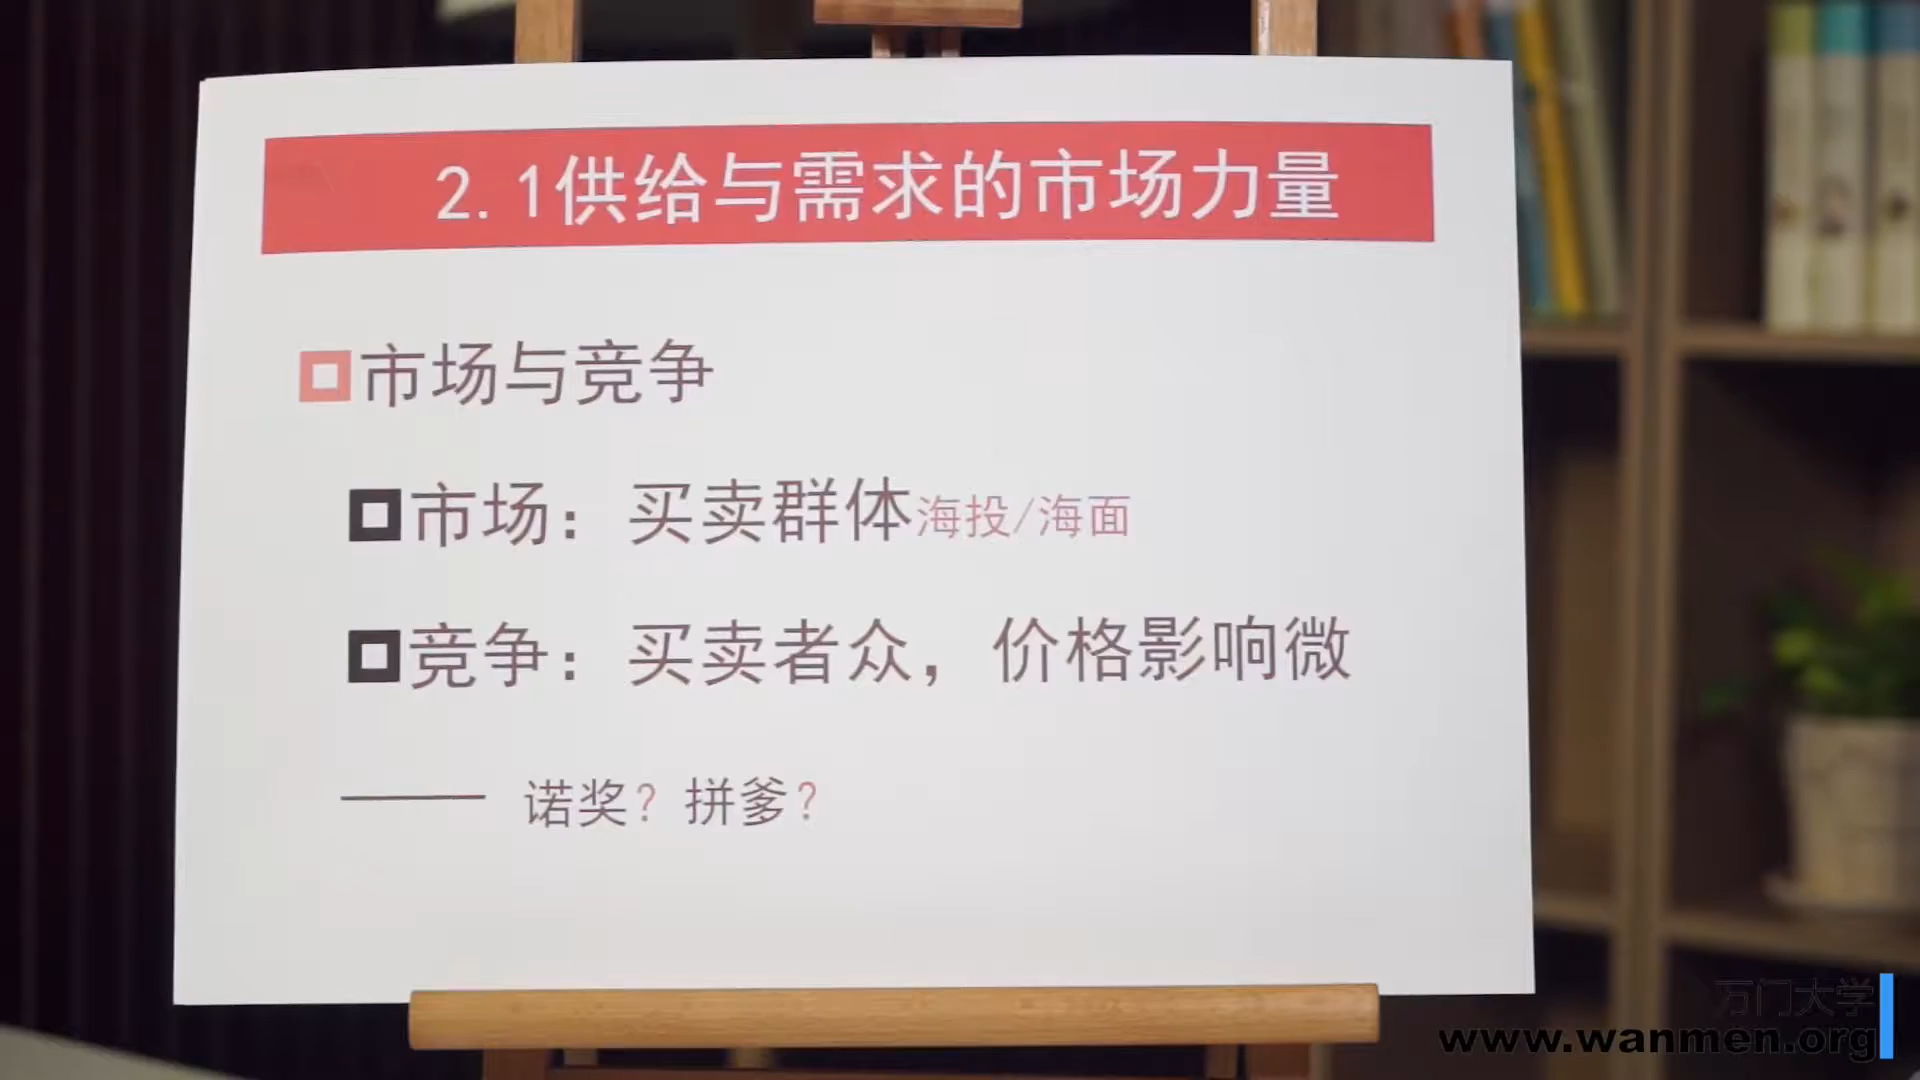 2.1供给与需求的市场力量
市场与竞争
市场：买卖群体海投/海面
竞争：买卖者众，价格影响微
—— 诺奖？拼爹？
万门大学
www.wanmen.org